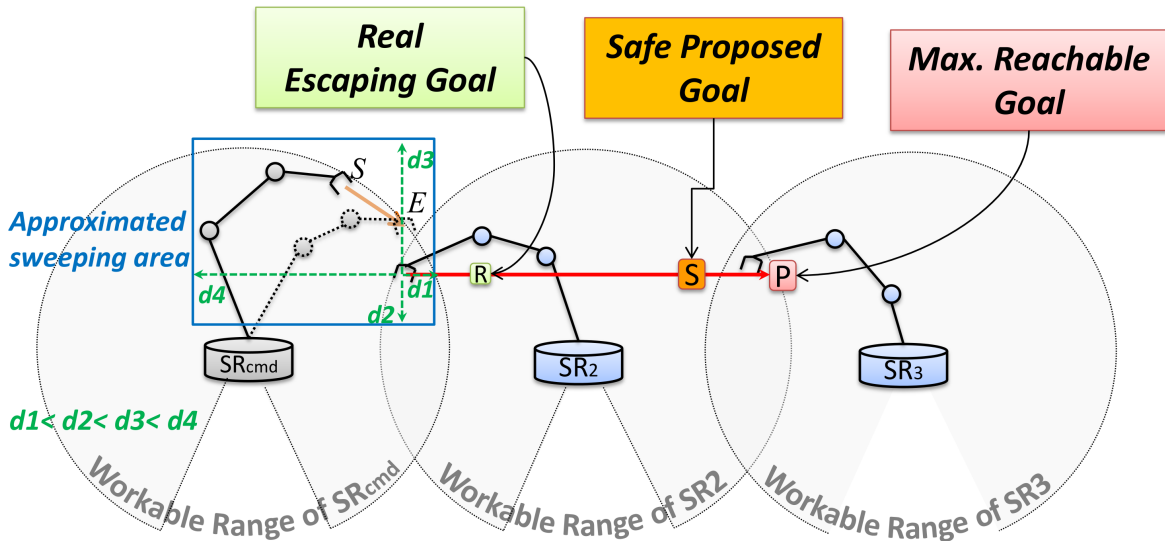 Real
Escaping Goal
Safe Proposed
Goal
Max. Reachable
Goal
S
d3
E
Approximated
sweeping area
d4
d1
d2
R
S
P
SRcmd
SR2
SR3
d1< d2< d3< d4
Workable Range of SRcmd
Workable Range of SR2
Workable Range of SR3